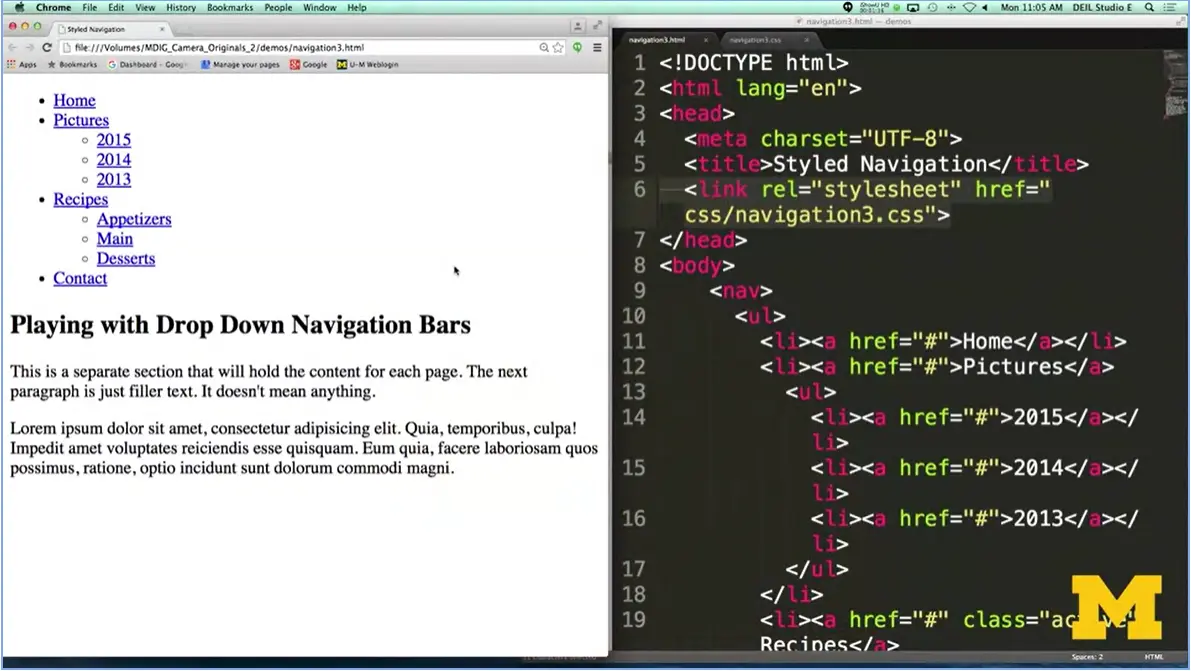 Chrome File Edit View History Bookmarks People Window Help
Mon 11:05 AM DEIL Studio E
Styled Navigation
file:///Volumes/MDIG_Camera_Originals_2/demos/navigation3.html
Apps Bookmarks Dashboard - Goog Manage your pages Google U-M Weblogin
Home
Pictures
2015
2014
2013
Recipes
Appetizers
Main
Desserts
Contact
Playing with Drop Down Navigation Bars
This is a separate section that will hold the content for each page. The next
paragraph is just filler text. It doesn't mean anything.
Lorem ipsum dolor sit amet, consectetur adipisicing elit. Quia, temporibus, culpa!
Impedit amet voluptates reiciendis esse quisquam. Eum quia, facere laboriosam quos
possimus, ratione, optio incidunt sunt dolorum commodi magni.
navigation3.html — demos
navigation3.html navigation3.css
1 <!DOCTYPE html>
2 <html lang="en">
3 <head>
4 <meta charset="UTF-8">
5 <title>Styled Navigation</title>
6 <link rel="stylesheet" href="
css/navigation3.css">
7 </head>
8 <body>
9 <nav>
10 <ul>
11 <li><a href="#">Home</a></li>
12 <li><a href="#">Pictures</a>
13 <ul>
14 <li><a href="#">2015</a></
li>
15 <li><a href="#">2014</a></
li>
16 <li><a href="#">2013</a></
li>
17 </ul>
18 </li>
19 <li><a href="#" class="active"
Recipes</a>
M
Spaces: 2 HTML